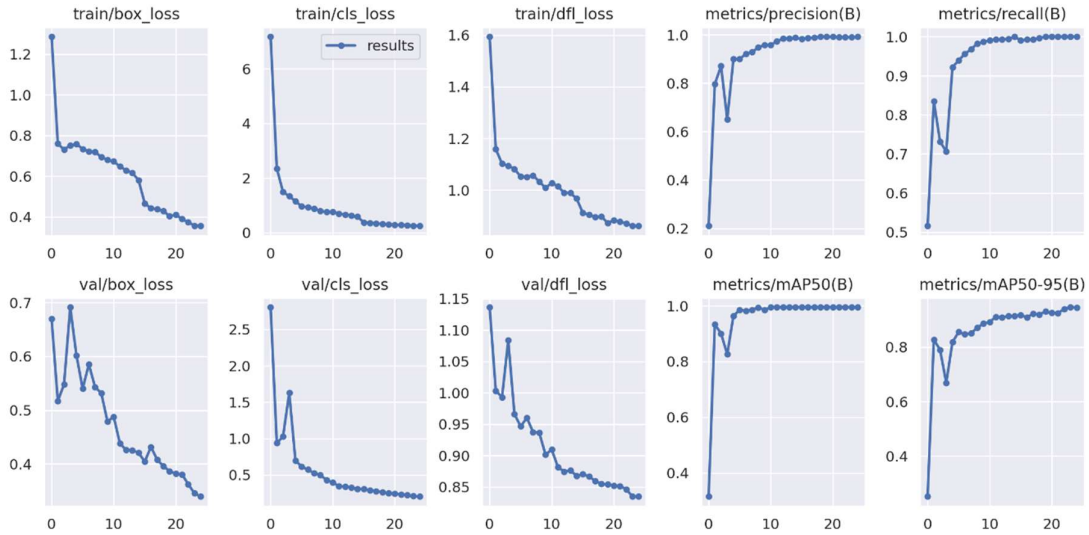 train/box_loss
train/cls_loss
train/dfl_loss
metrics/precision(B)
metrics/recall(B)
results
1.2
1.0
0.8
0.6
0.4
0 10 20
6
4
2
0
0 10 20
1.6
1.4
1.2
1.0
0 10 20
1.0
0.8
0.6
0.4
0.2
0 10 20
1.0
0.9
0.8
0.7
0.6
0.5
0 10 20
val/box_loss
val/cls_loss
val/dfl_loss
metrics/mAP50(B)
metrics/mAP50-95(B)
0.7
0.6
0.5
0.4
0 10 20
2.5
2.0
1.5
1.0
0.5
0 10 20
1.15
1.10
1.05
1.00
0.95
0.90
0.85
0 10 20
1.0
0.8
0.6
0.4
0 10 20
0.8
0.6
0.4
0 10 20